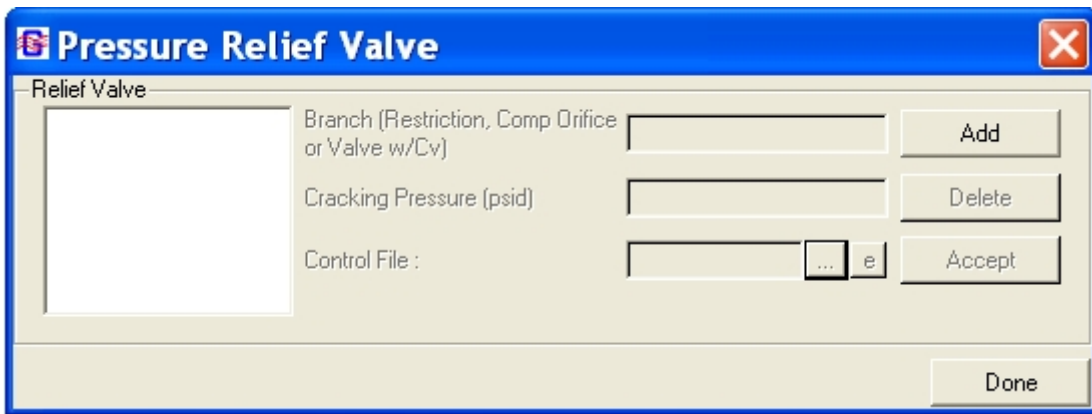 G Pressure Relief Valve
Relief Valve
Branch (Restriction, Comp Orifice
or Valve w/Cv)
Add
Cracking Pressure (psid)
Delete
Control File :
...
e
Accept
Done